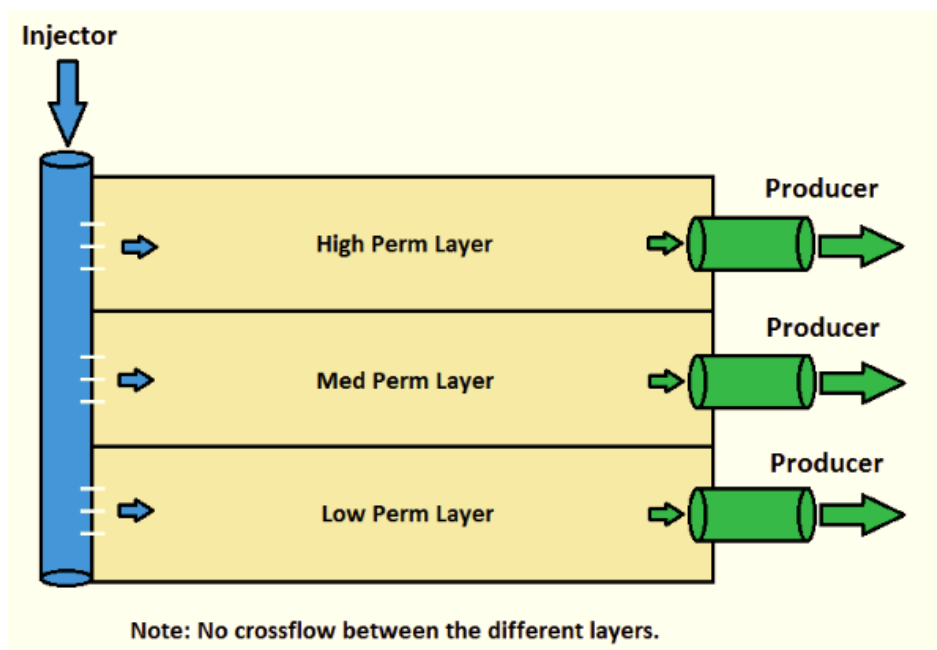 Injector
Producer
High Perm Layer
Producer
Med Perm Layer
Producer
Low Perm Layer
Note: No crossflow between the different layers.